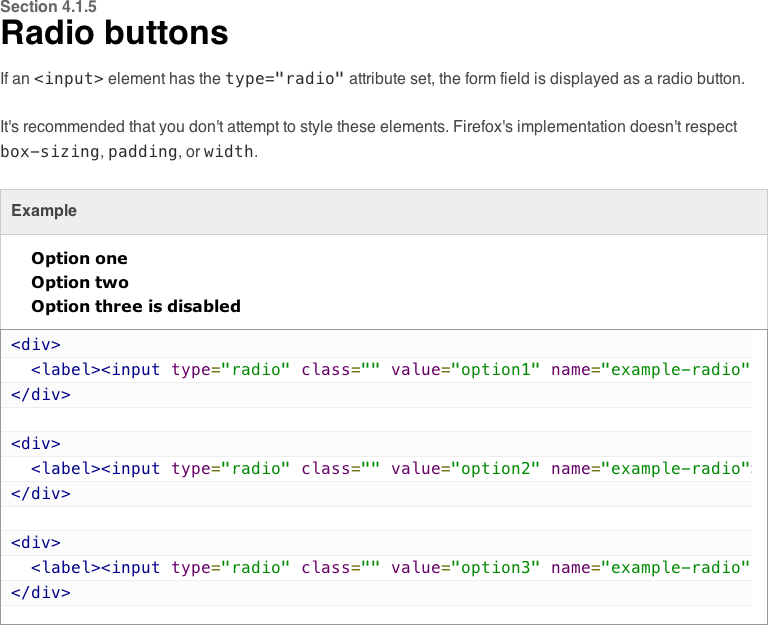 Section 4.1.5
Radio buttons
If an <input> element has the type="radio" attribute set, the form field is displayed as a radio button.
It's recommended that you don't attempt to style these elements. Firefox's implementation doesn't respect
box-sizing, padding, or width.
Example
Option one
Option two
Option three is disabled
<div>
  <label><input type="radio" class="" value="option1" name="example-radio"
</div>
<div>
  <label><input type="radio" class="" value="option2" name="example-radio"
</div>
<div>
  <label><input type="radio" class="" value="option3" name="example-radio"
</div>